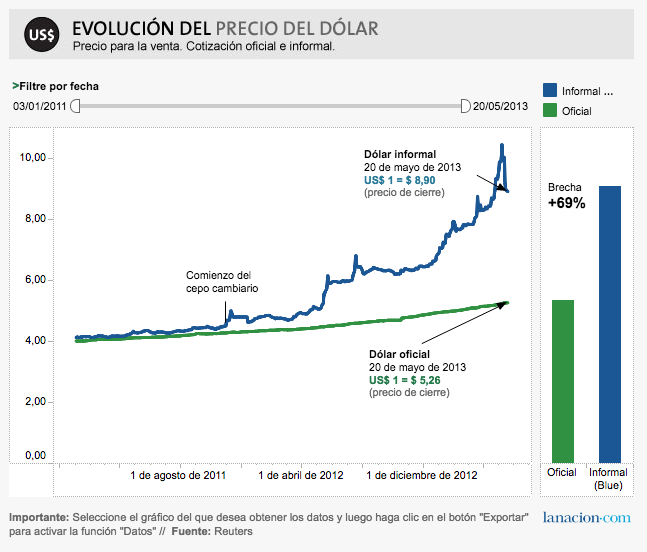 US$
EVOLUCIÓN DEL PRECIO DEL DÓLAR
Precio para la venta. Cotización oficial e informal.
>Filtre por fecha
03/01/2011
20/05/2013
Informal ...
Oficial
10,00
8,00
6,00
4,00
2,00
,00
Dólar informal
20 de mayo de 2013
US$ 1 = $ 8,90
(precio de cierre)
Comienzo del
cepo cambiario
Dólar oficial
20 de mayo de 2013
US$ 1 = $ 5,26
(precio de cierre)
Brecha
+69%
1 de agosto de 2011
1 de abril de 2012
1 de diciembre de 2012
Oficial
Informal
(Blue)
Importante: Seleccione el gráfico del que desea obtener los datos y luego haga clic en el botón "Exportar"
para activar la función "Datos" // Fuente: Reuters
lanacion.com